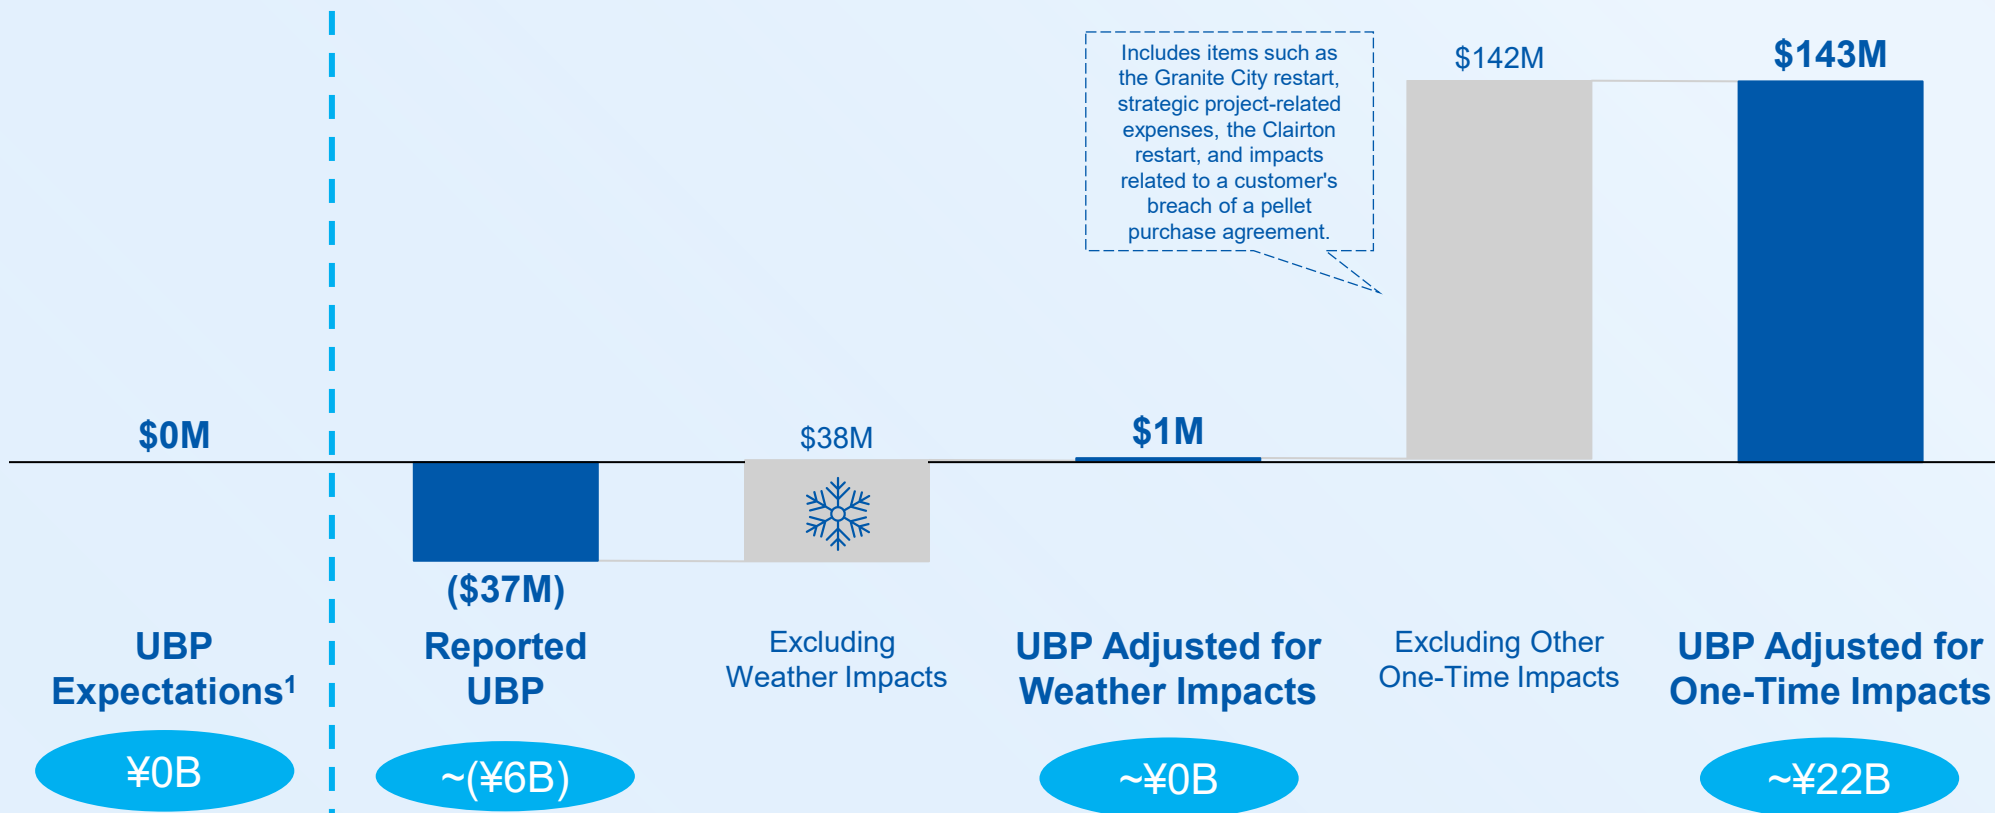 Includes items such as
the Granite City restart,
strategic project-related
expenses, the Clairton
restart, and impacts
related to a customer's
breach of a pellet
purchase agreement.
$142M
$143M
$0M
$38M
$1M
($37M)
UBP
Expectations¹
Reported
UBP
Excluding
Weather Impacts
UBP Adjusted for
Weather Impacts
Excluding Other
One-Time Impacts
UBP Adjusted for
One-Time Impacts
¥0B
~(¥6B)
~¥0B
~¥22B